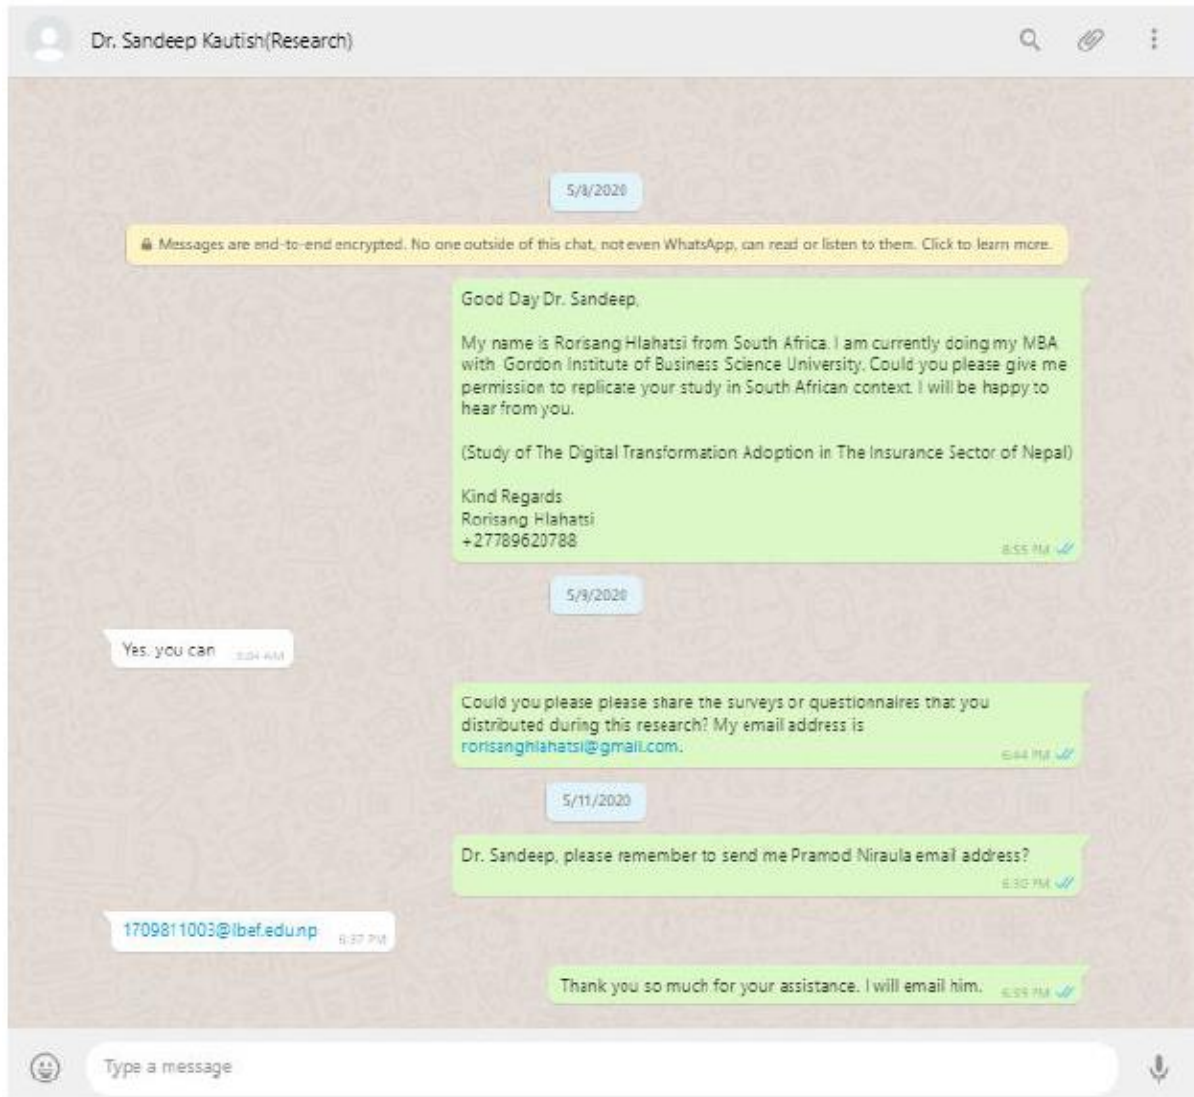 Dr. Sandeep Kautish(Research)
5/8/2020
Messages are end-to-end encrypted. No one outside of this chat, not even WhatsApp, can read or listen to them. Click to learn more.
Good Day Dr. Sandeep,
My name is Rorisang Hlahatsi from South Africa. I am currently doing my MBA
with Gordon Institute of Business Science University. Could you please give me
permission to replicate your study in South African context. I will be happy to
hear from you.
(Study of The Digital Transformation Adoption in The Insurance Sector of Nepal)
Kind Regards
Rorisang Hlahatsi
+27789620788
6:55 PM
5/9/2020
Yes, you can
Could you please please share the surveys or questionnaires that you
distributed during this research? My email address is
rorisanghlahatsi@gmail.com.
6:44 PM
5/11/2020
Dr. Sandeep, please remember to send me Pramod Niraula email address?
6:30 PM
1709811003@lbef.edu.np 6:37 PM
Thank you so much for your assistance. I will email him.
Type a message